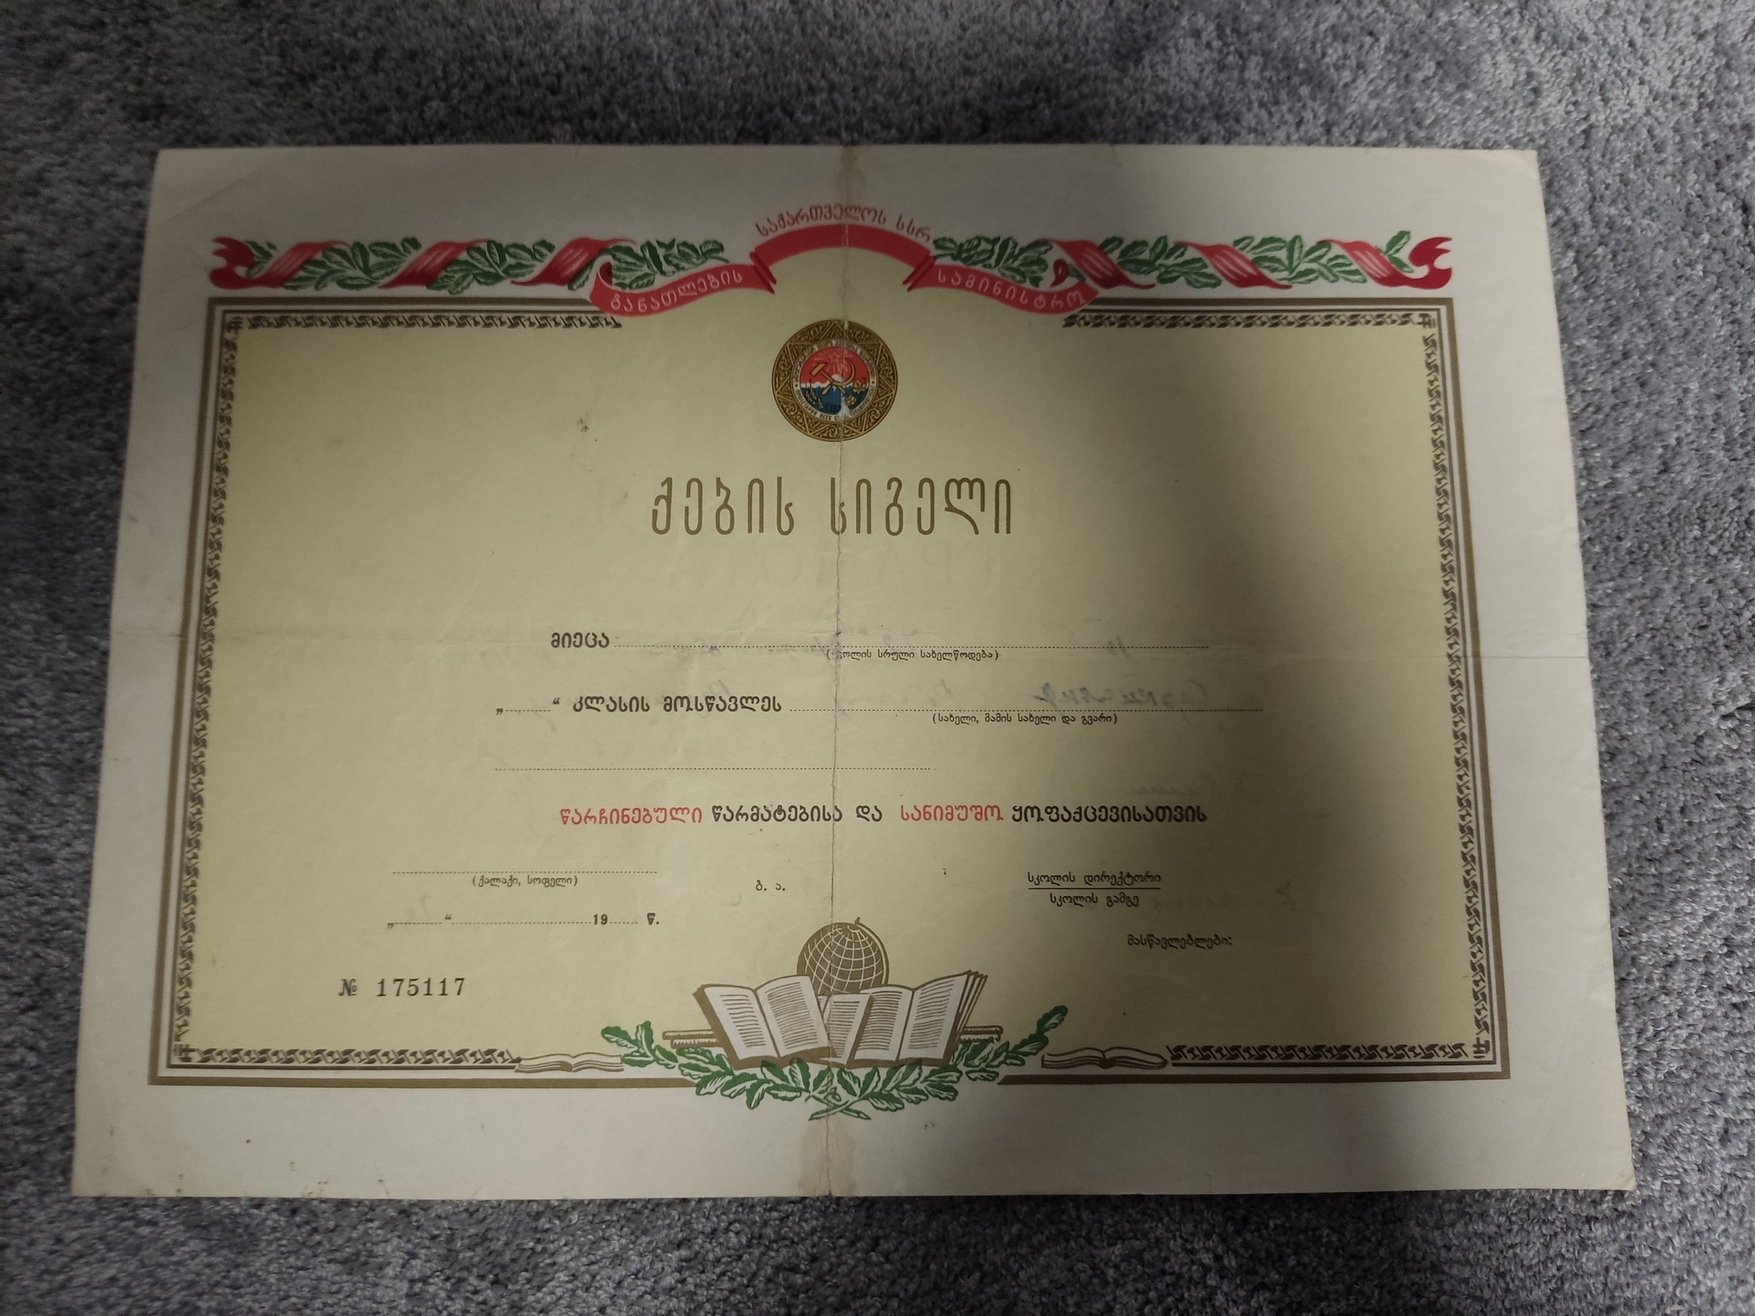 საქართველოს სსრ
განათლების სამინისტრო
ქების სიგელი
მიეცა
(სკოლის სრული სახელწოდება)
„ “ კლასის მოსწავლეს
(სახელი, მამის სახელი და გვარი)
წარჩინებული წარმატებისა და სანიმუშო ყოფაქცევისათვის
(ქალაქი, სოფელი)
ბ. ა.
სკოლის დირექტორი
სკოლის გამგე
„ “ 19 წ.
მასწავლებლები:
№ 175117